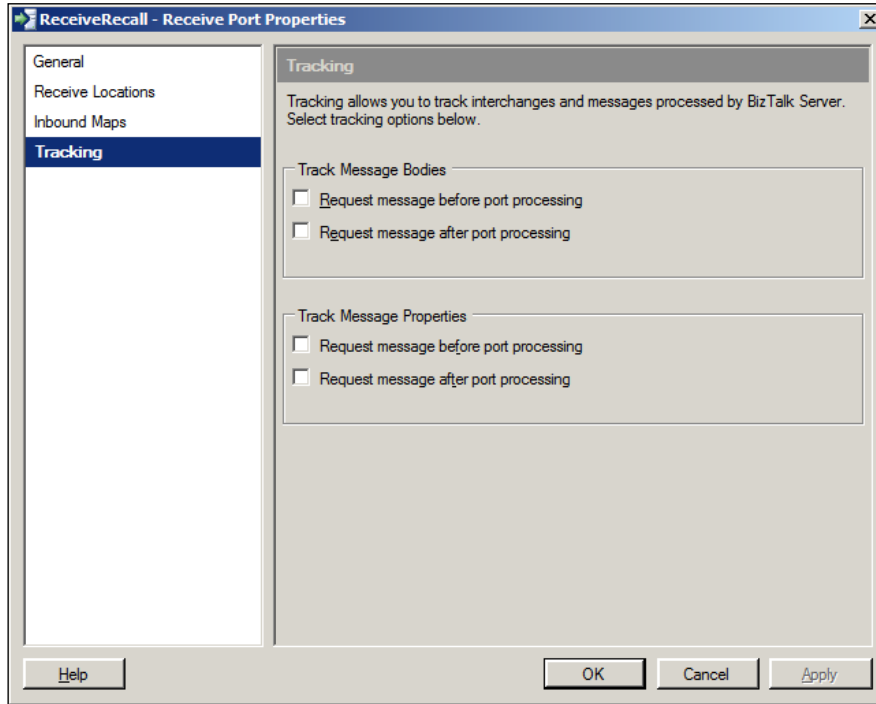 ReceiveRecall - Receive Port Properties
General
Receive Locations
Inbound Maps
Tracking
Tracking
Tracking allows you to track interchanges and messages processed by BizTalk Server.
Select tracking options below.
Track Message Bodies
Request message before port processing
Request message after port processing
Track Message Properties
Request message before port processing
Request message after port processing
Help
OK
Cancel
Apply